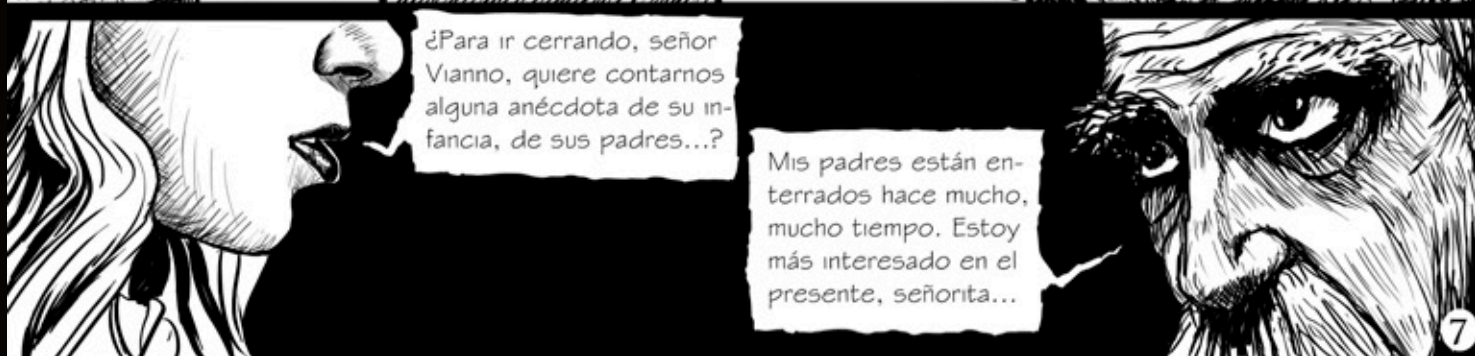 ¿Para ir cerrando, señor
Vianno, quiere contarnos
alguna anécdota de su in-
fancia, de sus padres...?
Mis padres están en-
terrados hace mucho,
mucho tiempo. Estoy
más interesado en el
presente, señorita...
7